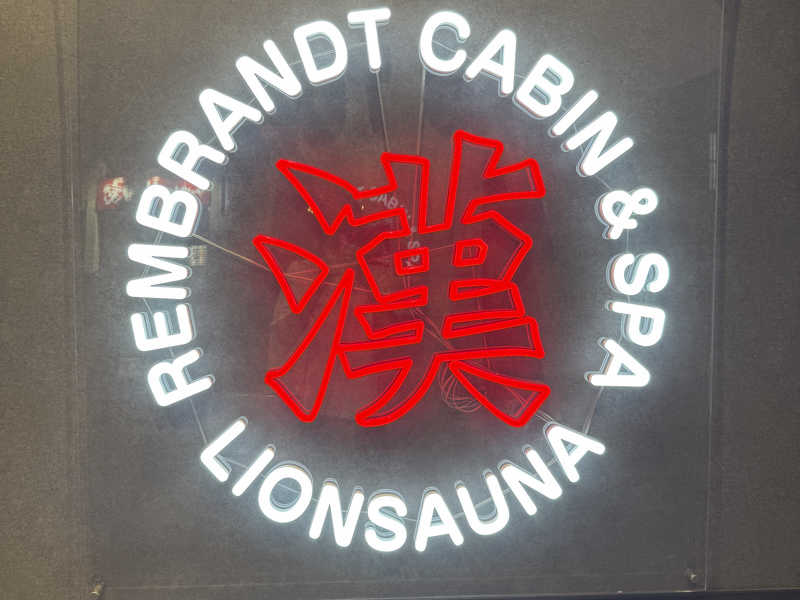 REMBRANDT CABIN & SPA
漢
LIONSAUNA